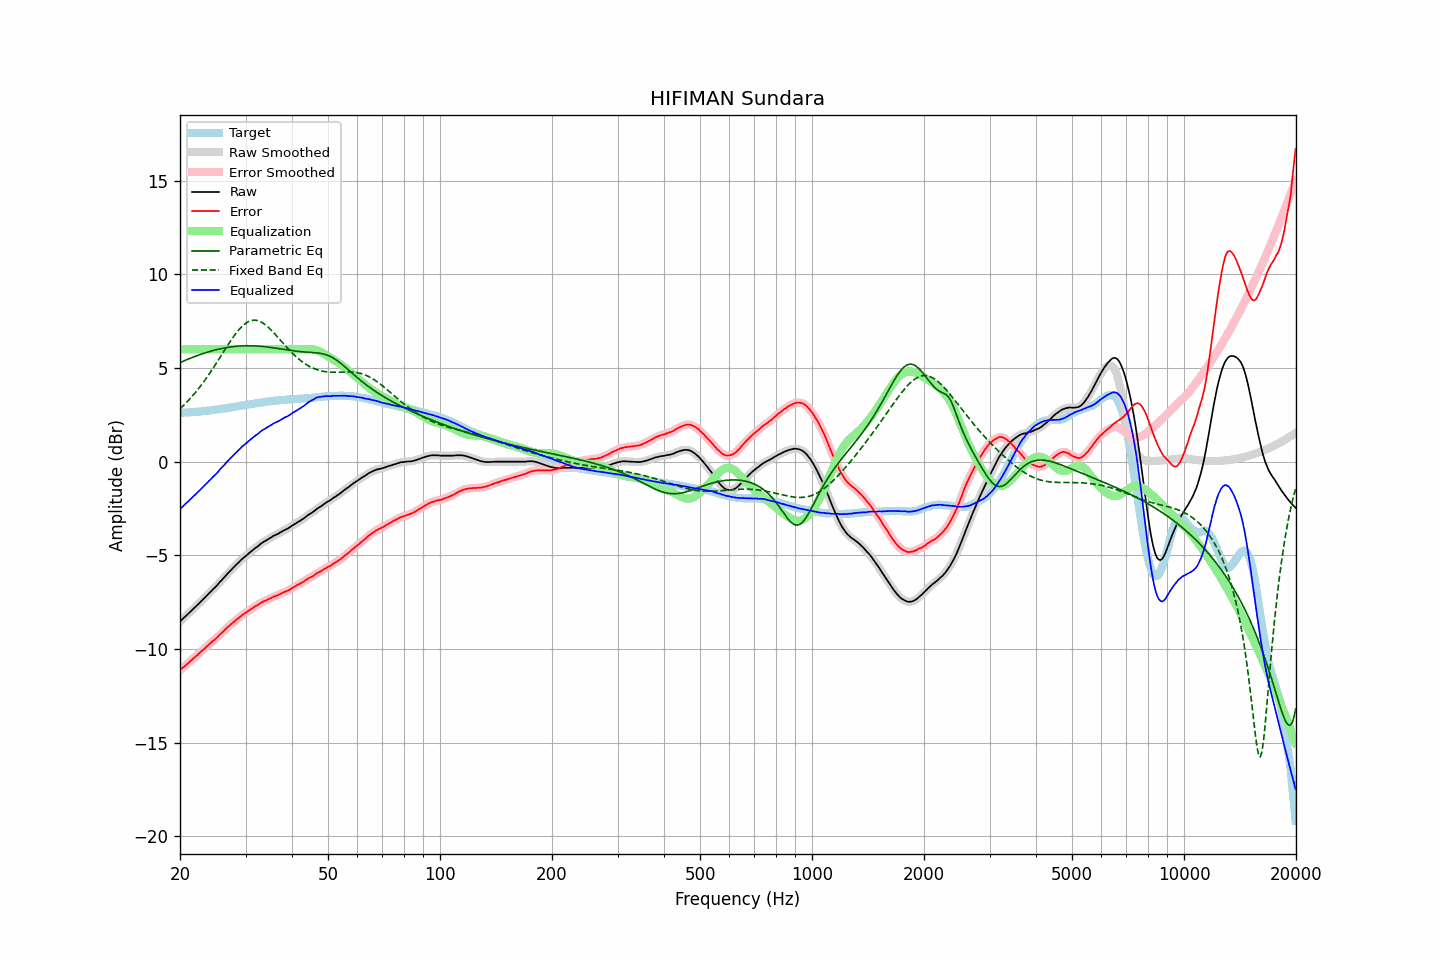 HIFIMAN Sundara
Target
Raw Smoothed
Error Smoothed
Raw
Error
Equalization
Parametric Eq
Fixed Band Eq
Equalized
Amplitude (dBr)
15
10
5
0
−5
−10
−15
−20
20
50
100
200
500
1000
2000
5000
10000
20000
Frequency (Hz)